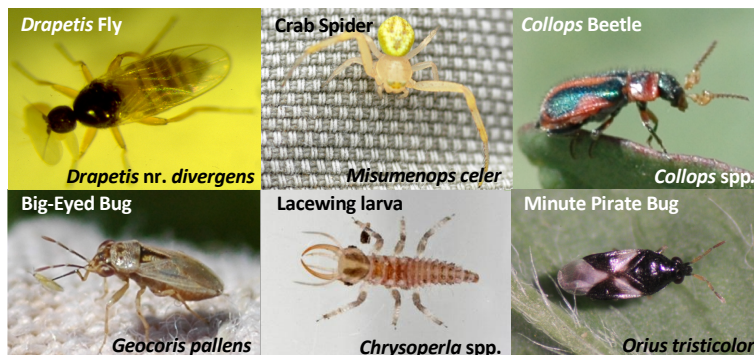 Drapetis Fly
Drapetis nr. divergens
Crab Spider
Misumenops celer
Collops Beetle
Collops spp.
Big-Eyed Bug
Geocoris pallens
Lacewing larva
Chrysoperla spp.
Minute Pirate Bug
Orius tristicolor